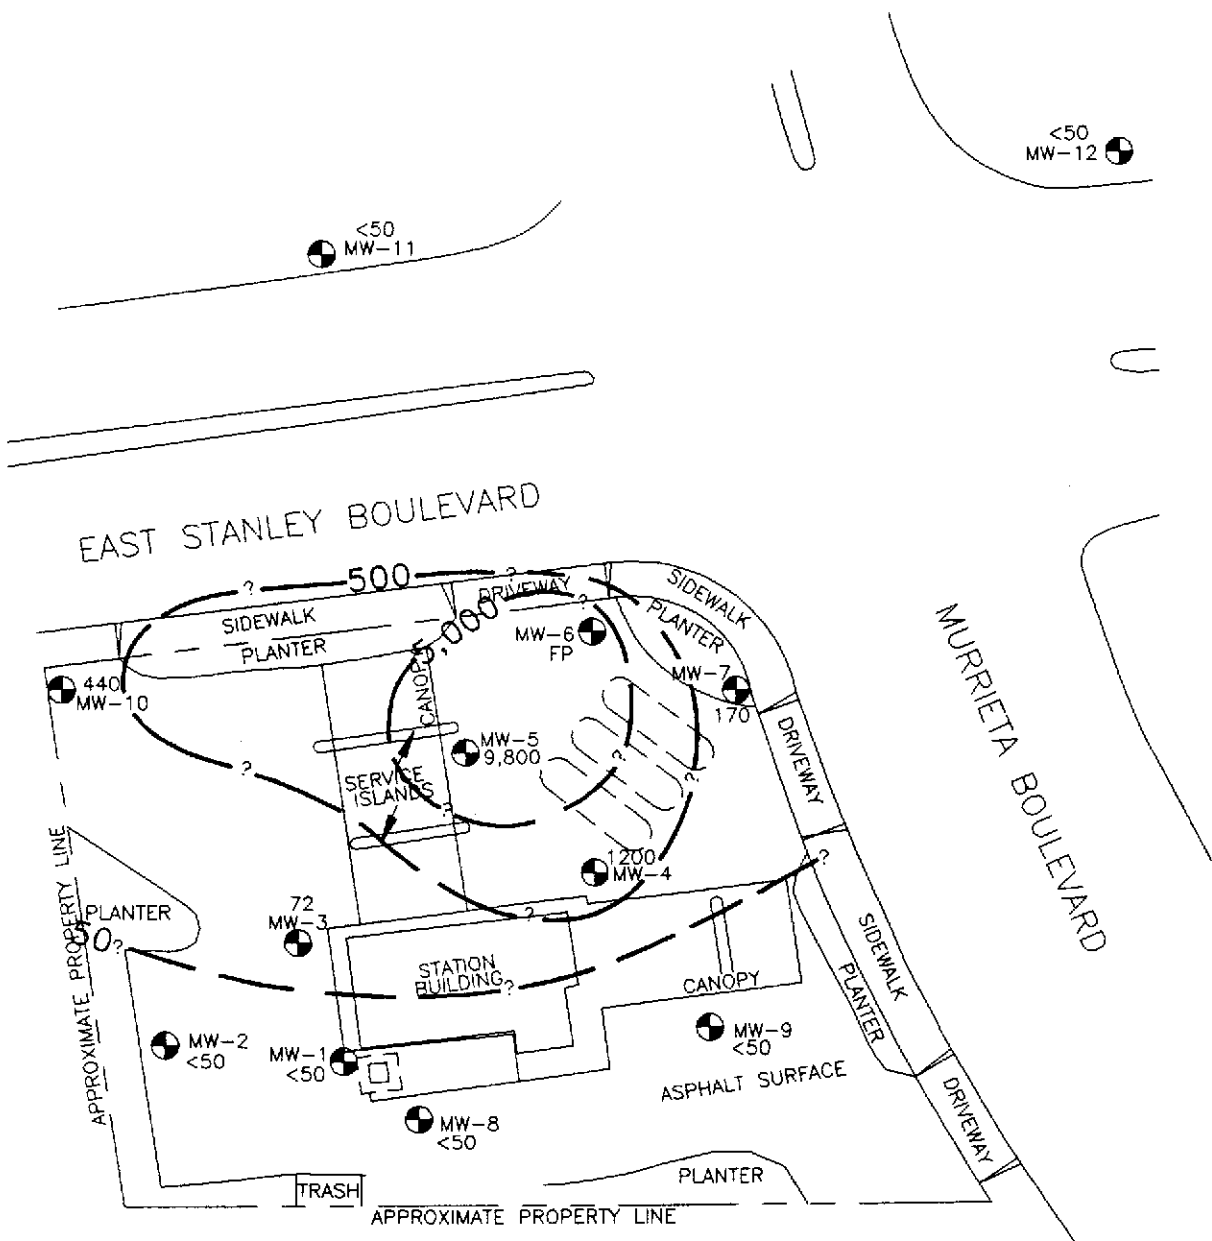 <50
MW-12
<50
MW-11
EAST STANLEY BOULEVARD
?
500
?
DRIVEWAY
?
SIDEWALK
SIDEWALK
PLANTER
PLANTER
5,000
CANOPY
MW-6
FP
MW-7
170
440
MW-10
MURRIETA BOULEVARD
DRIVEWAY
MW-5
9,800
?
?
?
SERVICE
ISLANDS
?
1200
MW-4
?
72
MW-3
?
PLANTER
50
?
APPROXIMATE PROPERTY LINE
STATION
BUILDING
?
CANOPY
SIDEWALK
PLANTER
MW-2
<50
MW-1
<50
MW-9
<50
ASPHALT SURFACE
DRIVEWAY
MW-8
<50
PLANTER
TRASH
APPROXIMATE PROPERTY LINE